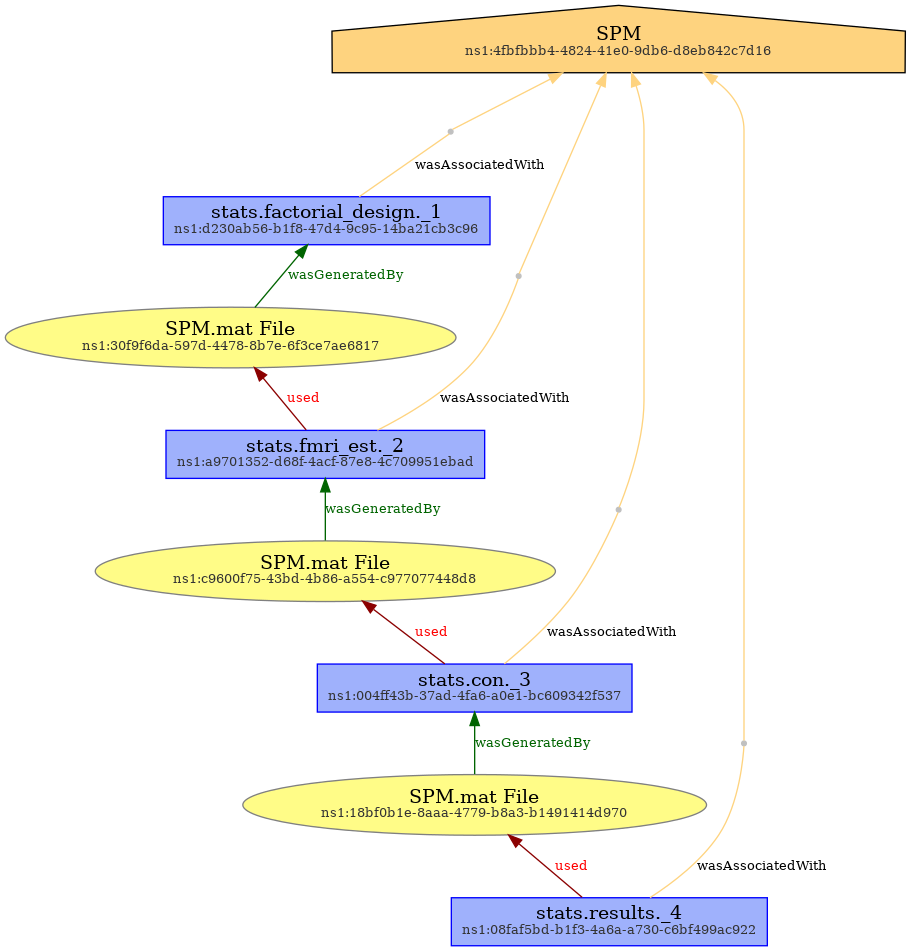 SPM
ns1:4fbfbbb4-4824-41e0-9db6-d8eb842c7d16
wasAssociatedWith
stats.factorial_design._1
ns1:d230ab56-b1f8-47d4-9c95-14ba21cb3c96
wasGeneratedBy
SPM.mat File
ns1:30f9f6da-597d-4478-8b7e-6f3ce7ae6817
used
wasAssociatedWith
stats.fmri_est._2
ns1:a9701352-d68f-4acf-87e8-4c709951ebad
wasGeneratedBy
SPM.mat File
ns1:c9600f75-43bd-4b86-a554-c977077448d8
used
wasAssociatedWith
stats.con._3
ns1:004ff43b-37ad-4fa6-a0e1-bc609342f537
wasGeneratedBy
SPM.mat File
ns1:18bf0b1e-8aaa-4779-b8a3-b1491414d970
used
wasAssociatedWith
stats.results._4
ns1:08faf5bd-b1f3-4a6a-a730-c6bf499ac922